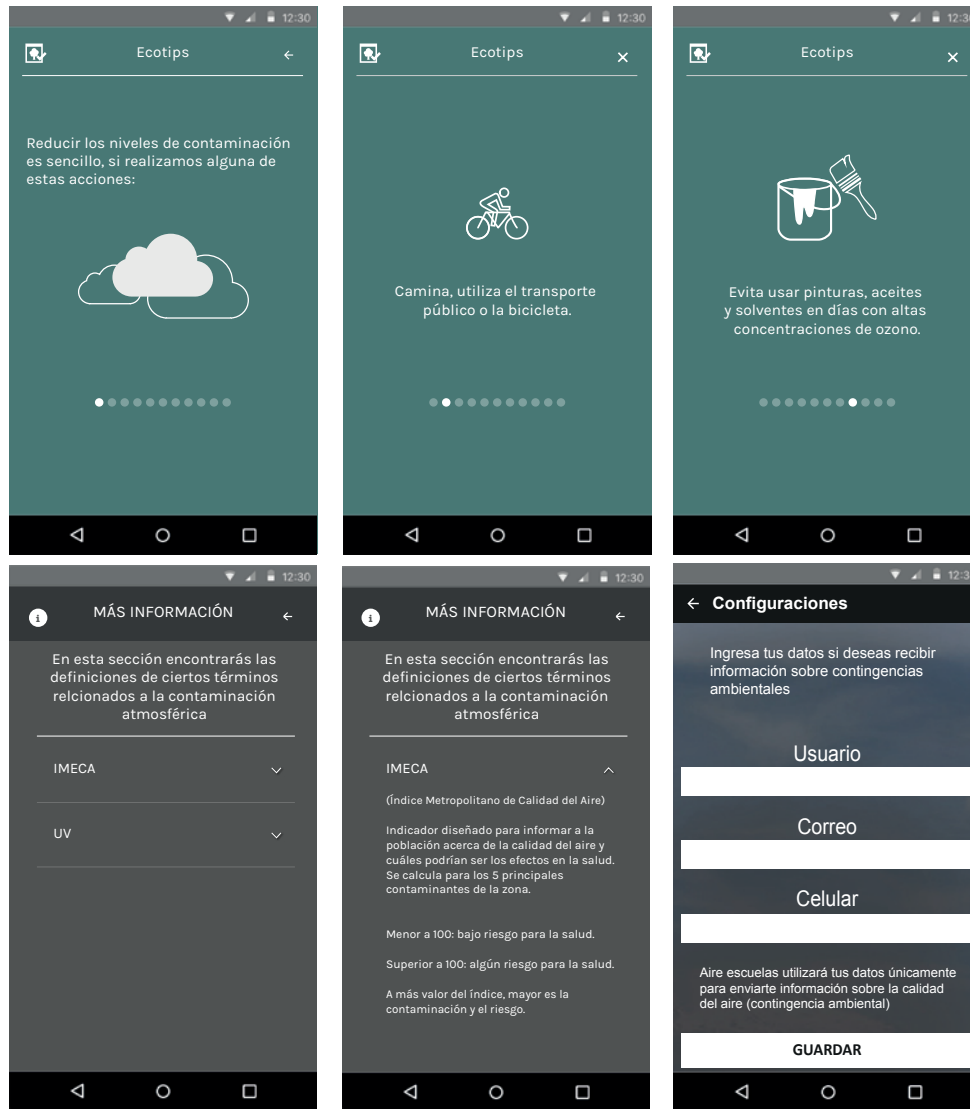 12:30
Ecotips
Reducir los niveles de contaminación
es sencillo, si realizamos alguna de
estas acciones:
12:30
Ecotips
Camina, utiliza el transporte
público o la bicicleta.
12:30
Ecotips
Evita usar pinturas, aceites
y solventes en días con altas
concentraciones de ozono.
12:30
MÁS INFORMACIÓN
En esta sección encontrarás las
definiciones de ciertos términos
relcionados a la contaminación
atmosférica
IMECA
UV
12:30
MÁS INFORMACIÓN
En esta sección encontrarás las
definiciones de ciertos términos
relcionados a la contaminación
atmosférica
IMECA
(Índice Metropolitano de Calidad del Aire)
Indicador diseñado para informar a la
población acerca de la calidad del aire y
cuáles podrían ser los efectos en la salud.
Se calcula para los 5 principales
contaminantes de la zona.
Menor a 100: bajo riesgo para la salud.
Superior a 100: algún riesgo para la salud.
A más valor del índice, mayor es la
contaminación y el riesgo.
12:3
Configuraciones
Ingresa tus datos si deseas recibir
información sobre contingencias
ambientales
Usuario
Correo
Celular
Aire escuelas utilizará tus datos únicamente
para enviarte información sobre la calidad
del aire (contingencia ambiental)
GUARDAR